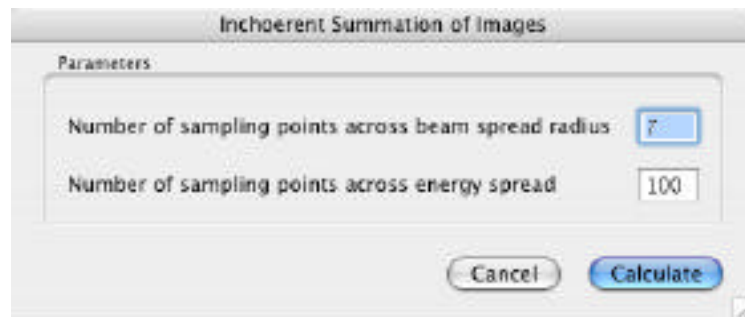 Inchoerent Summation of Images
Parameters
Number of sampling points across beam spread radius 7
Number of sampling points across energy spread 100
Cancel Calculate